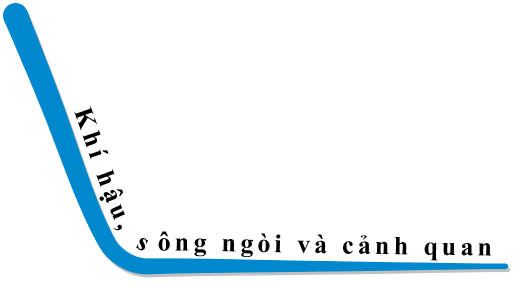 Khí hậu, sông ngòi và cảnh quan